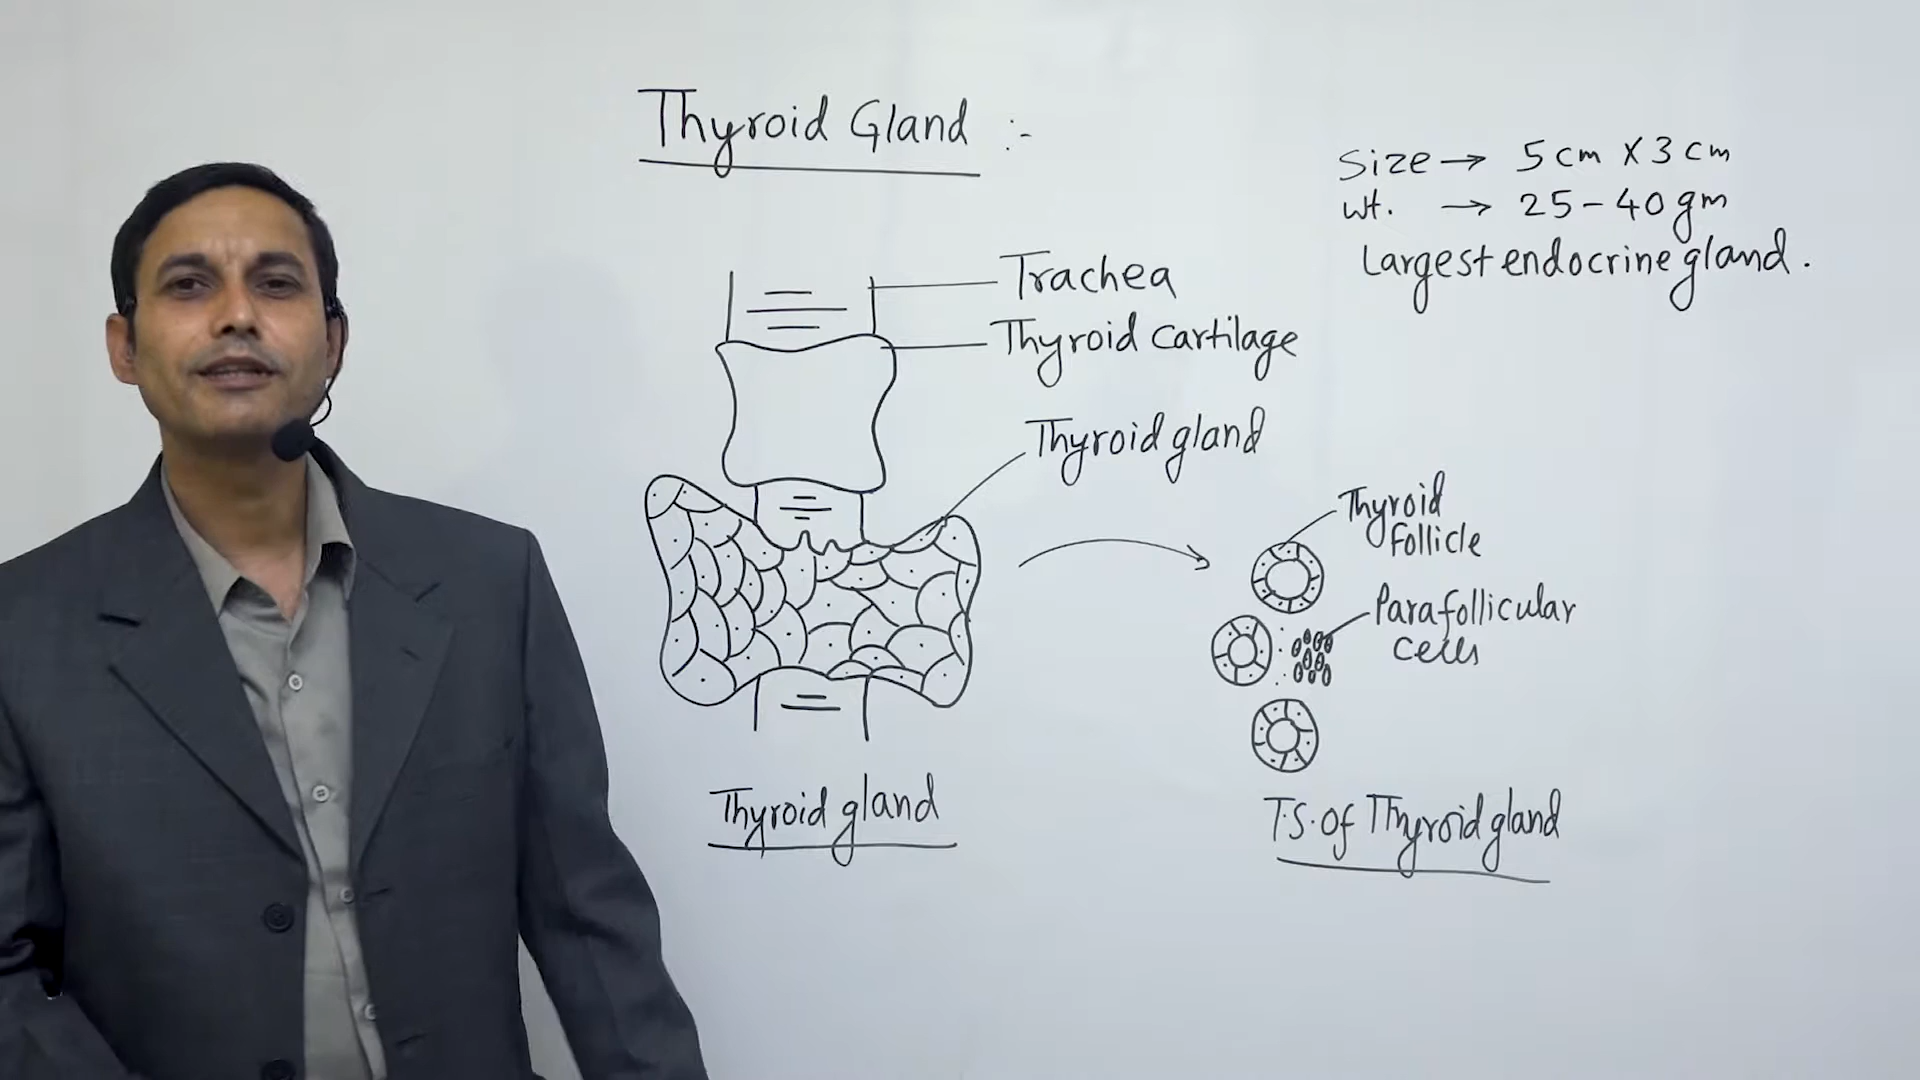 Thyroid Gland :-
Size → 5 cm X 3 cm
wt. → 25 - 40 gm
Largest endocrine gland.
Trachea
Thyroid Cartilage
Thyroid gland
Thyroid
follicle
Parafollicular
Cells
Thyroid gland
T.S. of Thyroid gland